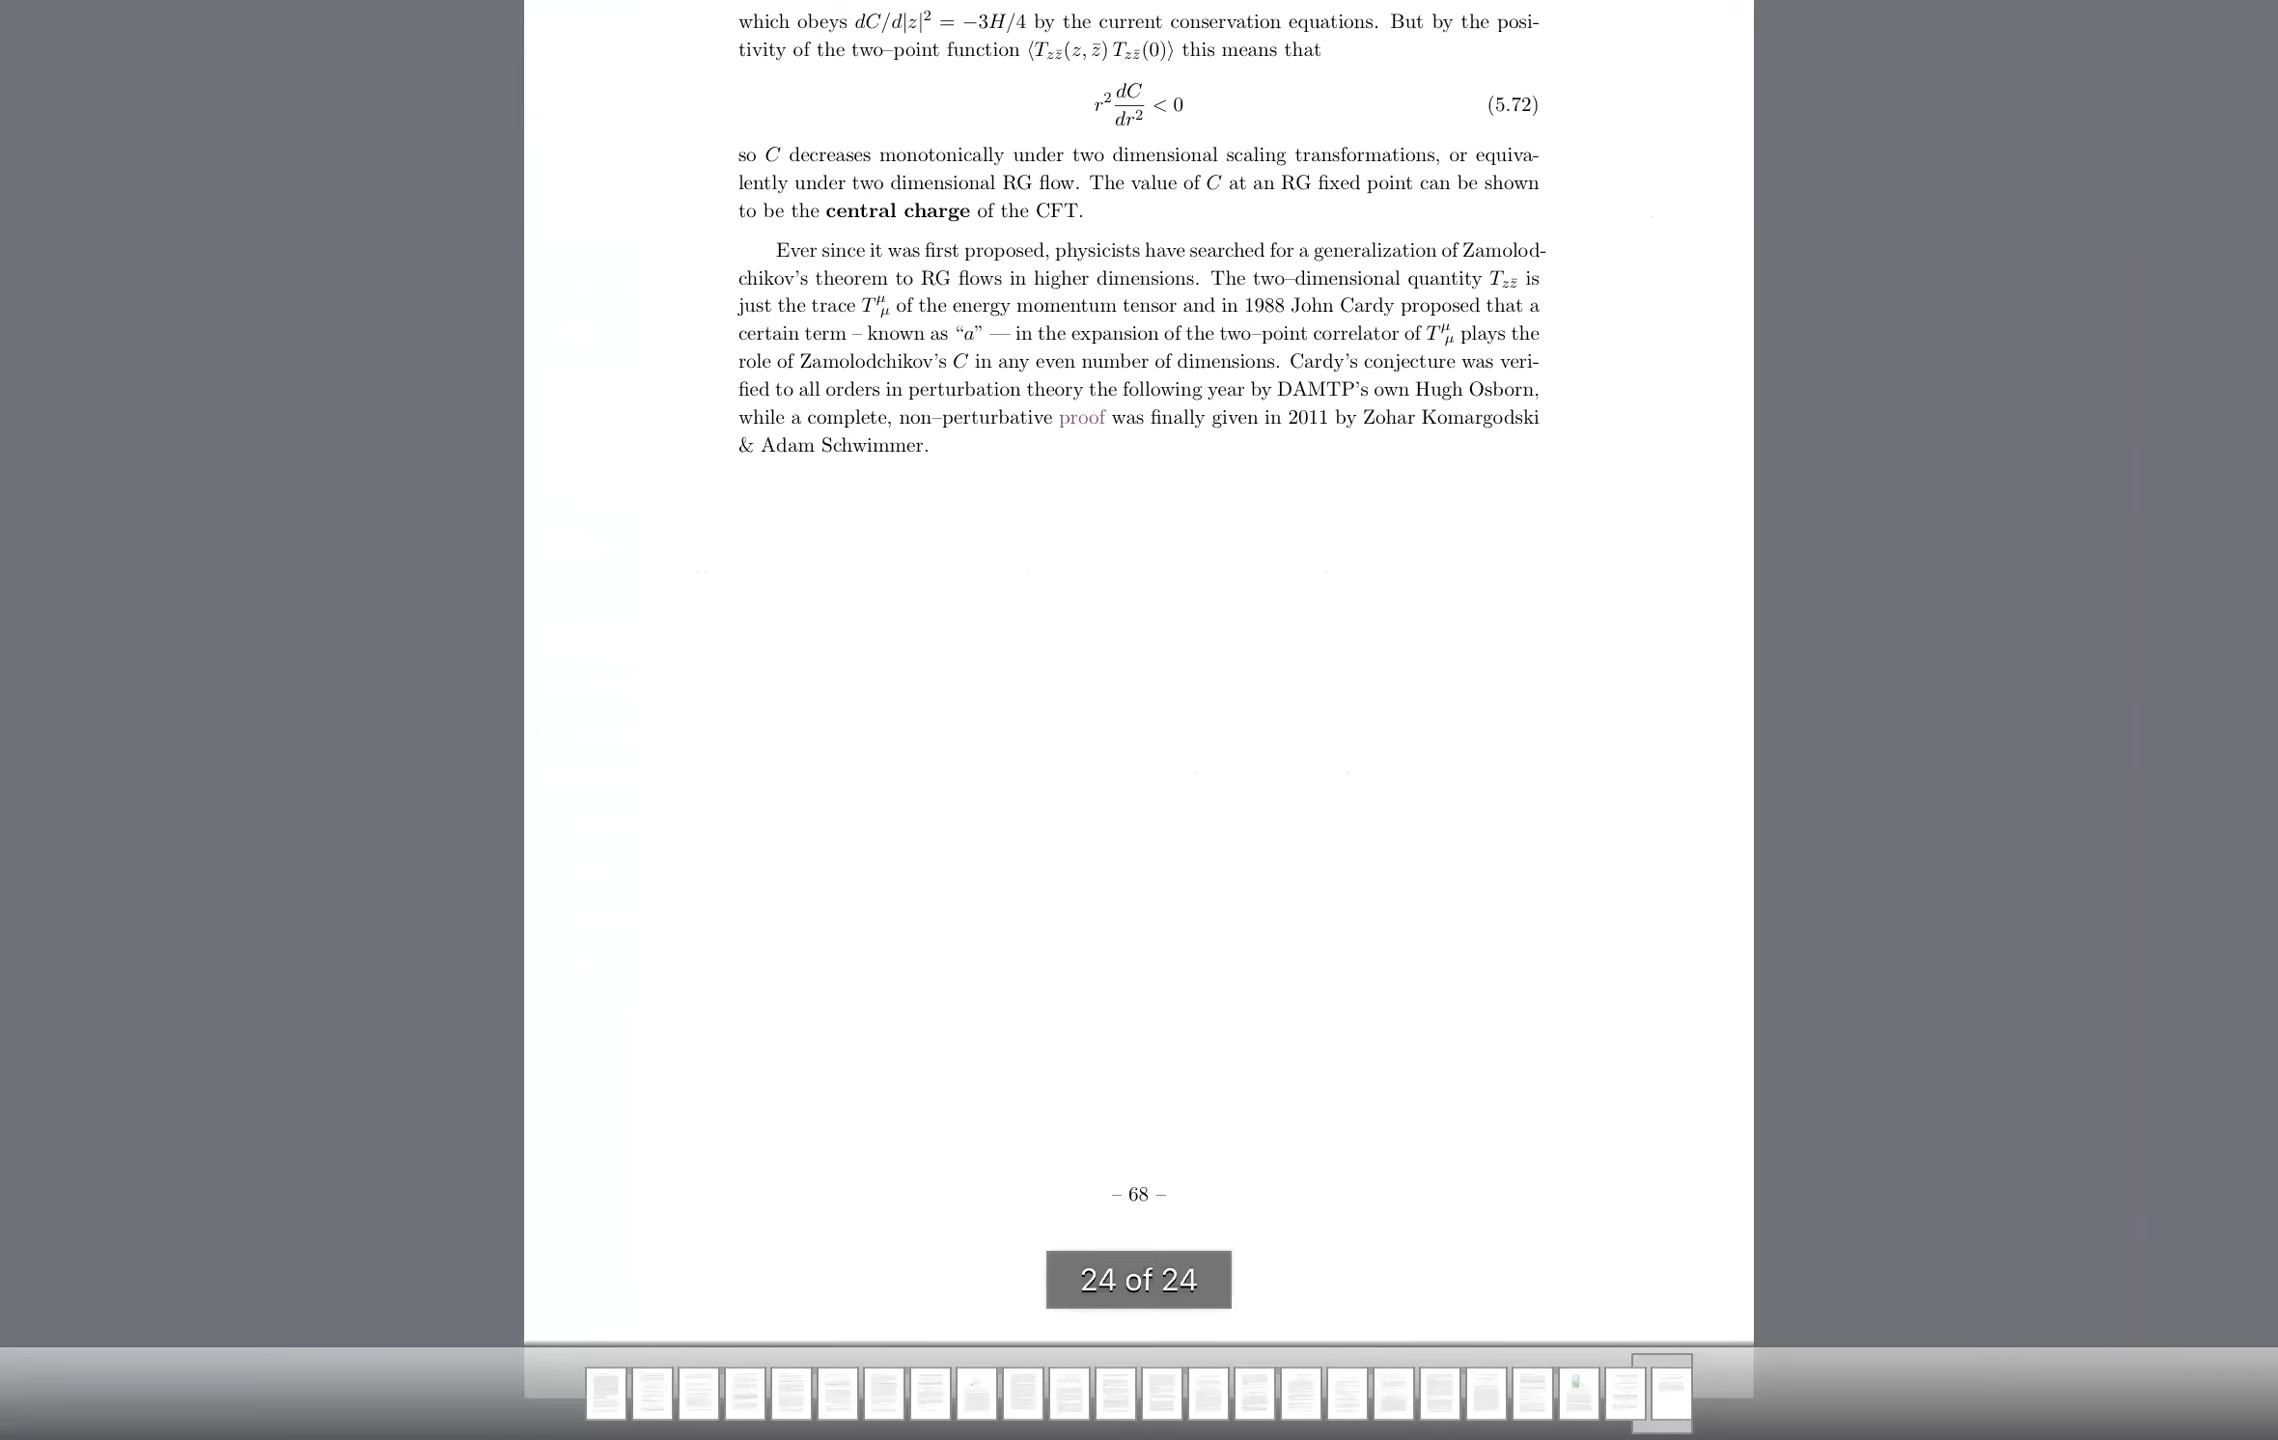 which obeys dC/d|z|² = −3H/4 by the current conservation equations. But by the posi-
tivity of the two–point function ⟨T_{zz̄}(z, z̄) T_{zz̄}(0)⟩ this means that
r² dC/dr² < 0 (5.72)
so C decreases monotonically under two dimensional scaling transformations, or equiva-
lently under two dimensional RG flow. The value of C at an RG fixed point can be shown
to be the central charge of the CFT.
Ever since it was first proposed, physicists have searched for a generalization of Zamolod-
chikov's theorem to RG flows in higher dimensions. The two–dimensional quantity T_{zz̄} is
just the trace T^μ_μ of the energy momentum tensor and in 1988 John Cardy proposed that a
certain term – known as “a” — in the expansion of the two–point correlator of T^μ_μ plays the
role of Zamolodchikov's C in any even number of dimensions. Cardy's conjecture was veri-
fied to all orders in perturbation theory the following year by DAMTP's own Hugh Osborn,
while a complete, non–perturbative proof was finally given in 2011 by Zohar Komargodski
& Adam Schwimmer.
– 68 –
24 of 24